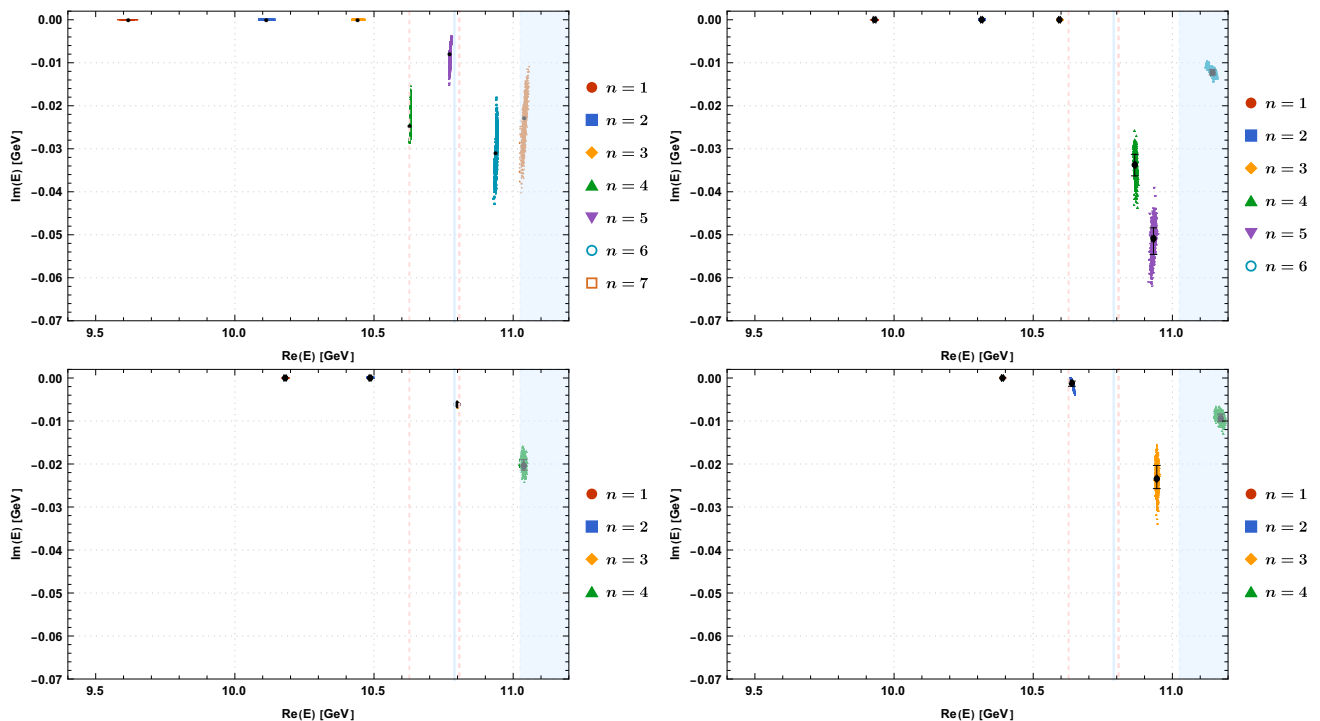 0.00
−0.01
−0.02
−0.03
−0.04
−0.05
−0.06
−0.07
Im(E) [GeV]
9.5 10.0 10.5 11.0
Re(E) [GeV]
n = 1
n = 2
n = 3
n = 4
n = 5
n = 6
n = 7
0.00
−0.01
−0.02
−0.03
−0.04
−0.05
−0.06
−0.07
Im(E) [GeV]
9.5 10.0 10.5 11.0
Re(E) [GeV]
n = 1
n = 2
n = 3
n = 4
n = 5
n = 6
0.00
−0.01
−0.02
−0.03
−0.04
−0.05
−0.06
−0.07
Im(E) [GeV]
9.5 10.0 10.5 11.0
Re(E) [GeV]
n = 1
n = 2
n = 3
n = 4
0.00
−0.01
−0.02
−0.03
−0.04
−0.05
−0.06
−0.07
Im(E) [GeV]
9.5 10.0 10.5 11.0
Re(E) [GeV]
n = 1
n = 2
n = 3
n = 4